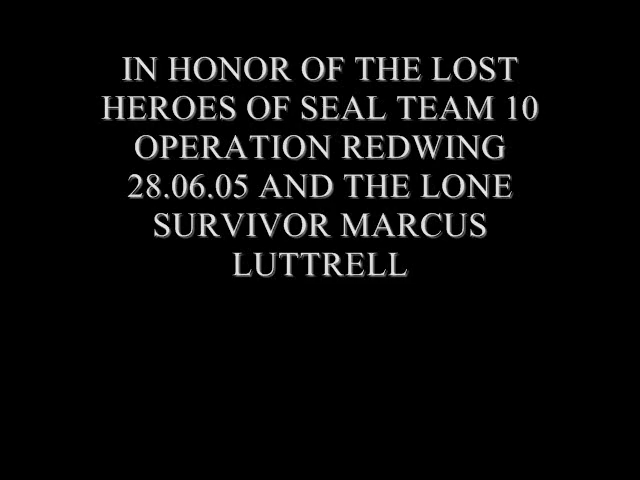 IN HONOR OF THE LOST
HEROES OF SEAL TEAM 10
OPERATION REDWING
28.06.05 AND THE LONE
SURVIVOR MARCUS
LUTTRELL